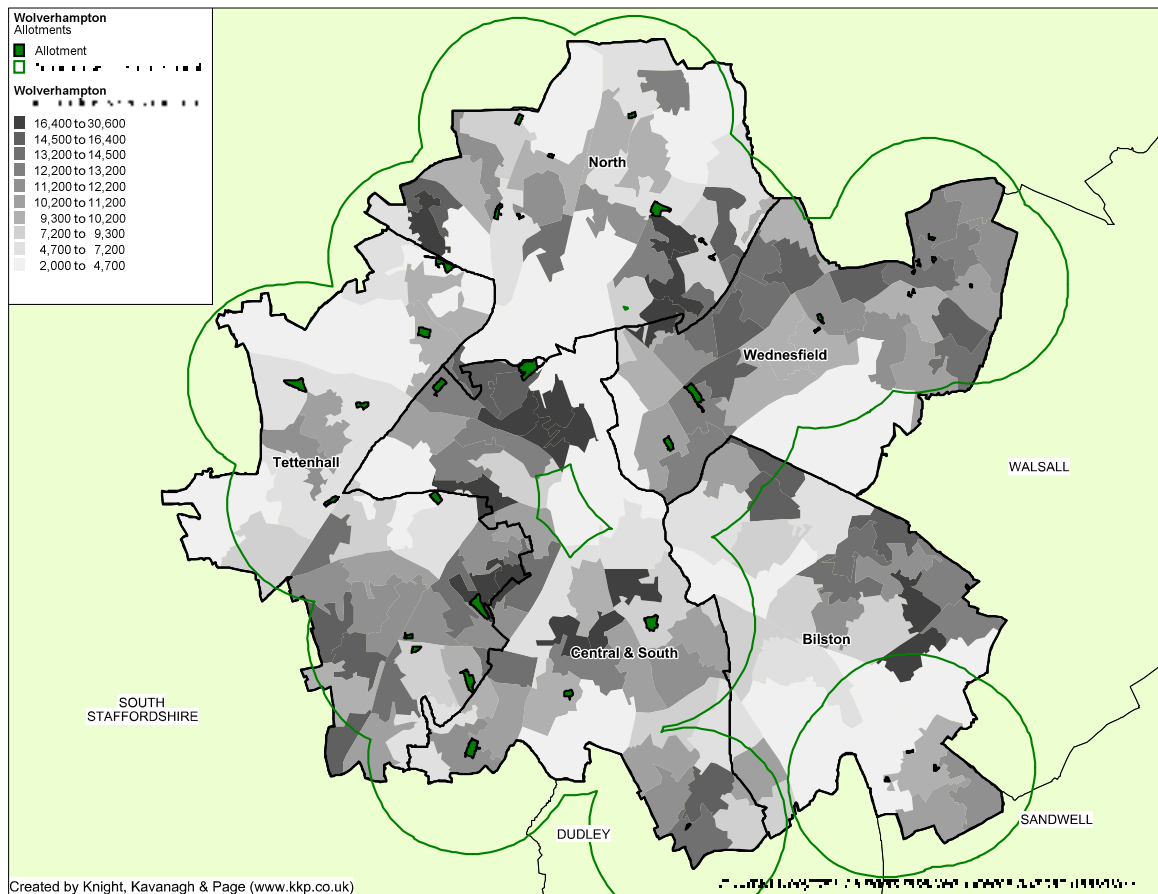 Wolverhampton
Allotments
Allotment
Wolverhampton
16,400 to 30,600
14,500 to 16,400
13,200 to 14,500
12,200 to 13,200
11,200 to 12,200
10,200 to 11,200
9,300 to 10,200
7,200 to 9,300
4,700 to 7,200
2,000 to 4,700
North
Wednesfield
Tettenhall
WALSALL
Bilston
Central & South
SOUTH
STAFFORDSHIRE
SANDWELL
DUDLEY
Created by Knight, Kavanagh & Page (www.kkp.co.uk)